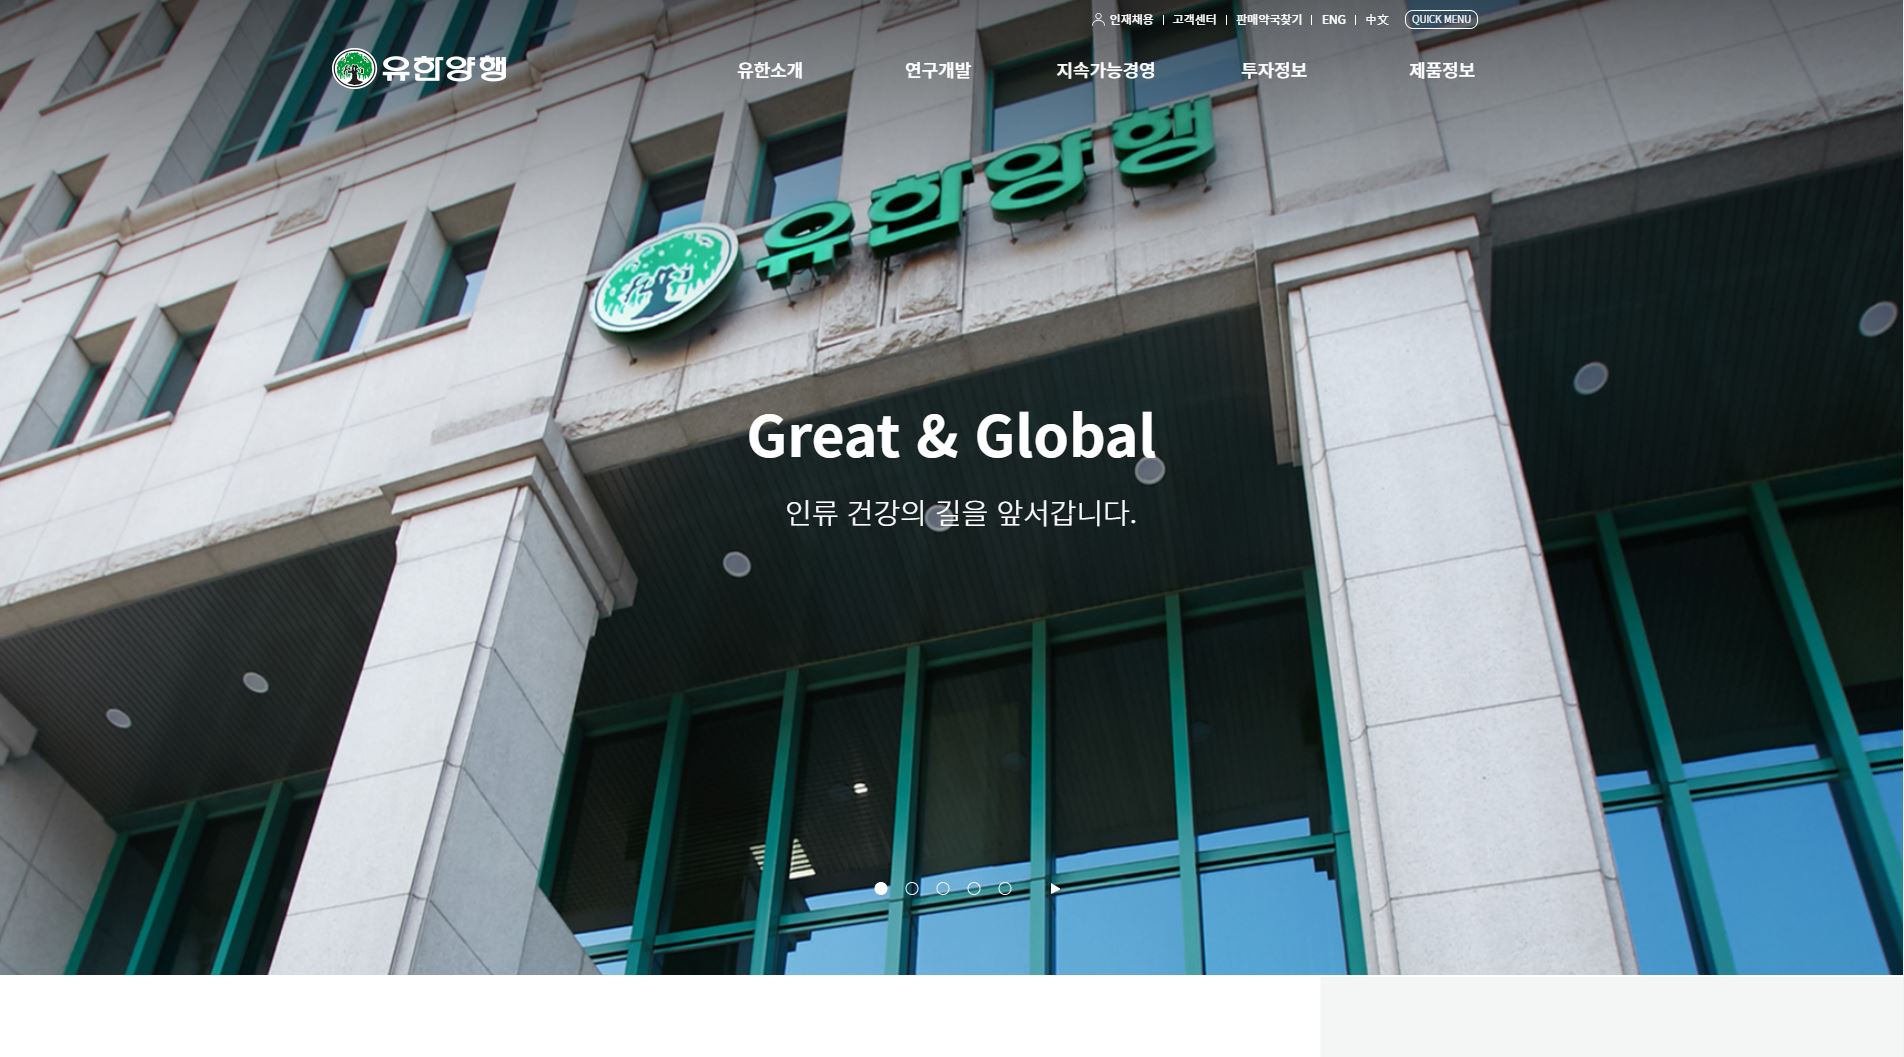 인재채용 | 고객센터 | 판매약국찾기 | ENG | 中文 QUICK MENU
유한양행 유한소개 연구개발 지속가능경영 투자정보 제품정보
유한양행
Great & Global
인류 건강의 길을 앞서갑니다.